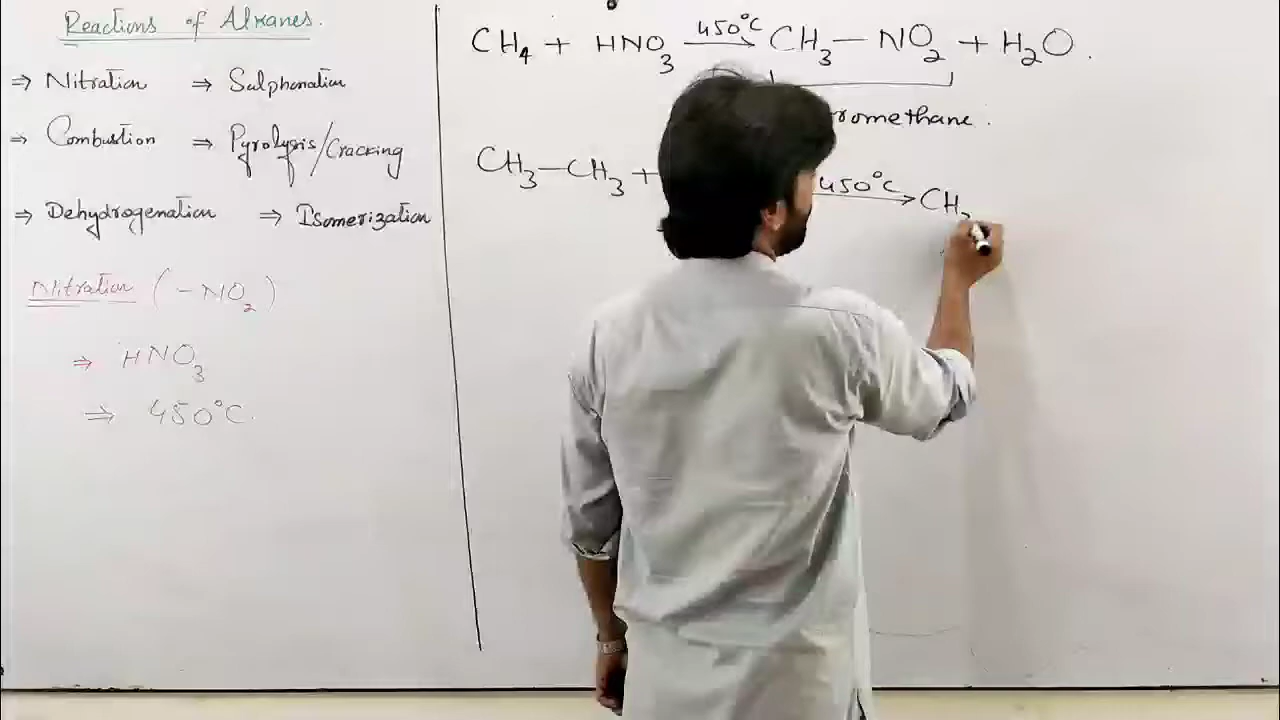 Reactions of Alkanes.
⇒ Nitration ⇒ Sulphonation
⇒ Combustion ⇒ Pyrolysis/Cracking
⇒ Dehydrogenation ⇒ Isomerization
Nitration (-NO₂)
⇒ HNO₃
⇒ 450°C.
CH₄ + HNO₃ 450°C → CH₃ — NO₂ + H₂O.
romethane.
CH₃—CH₃ + 450°C → CH